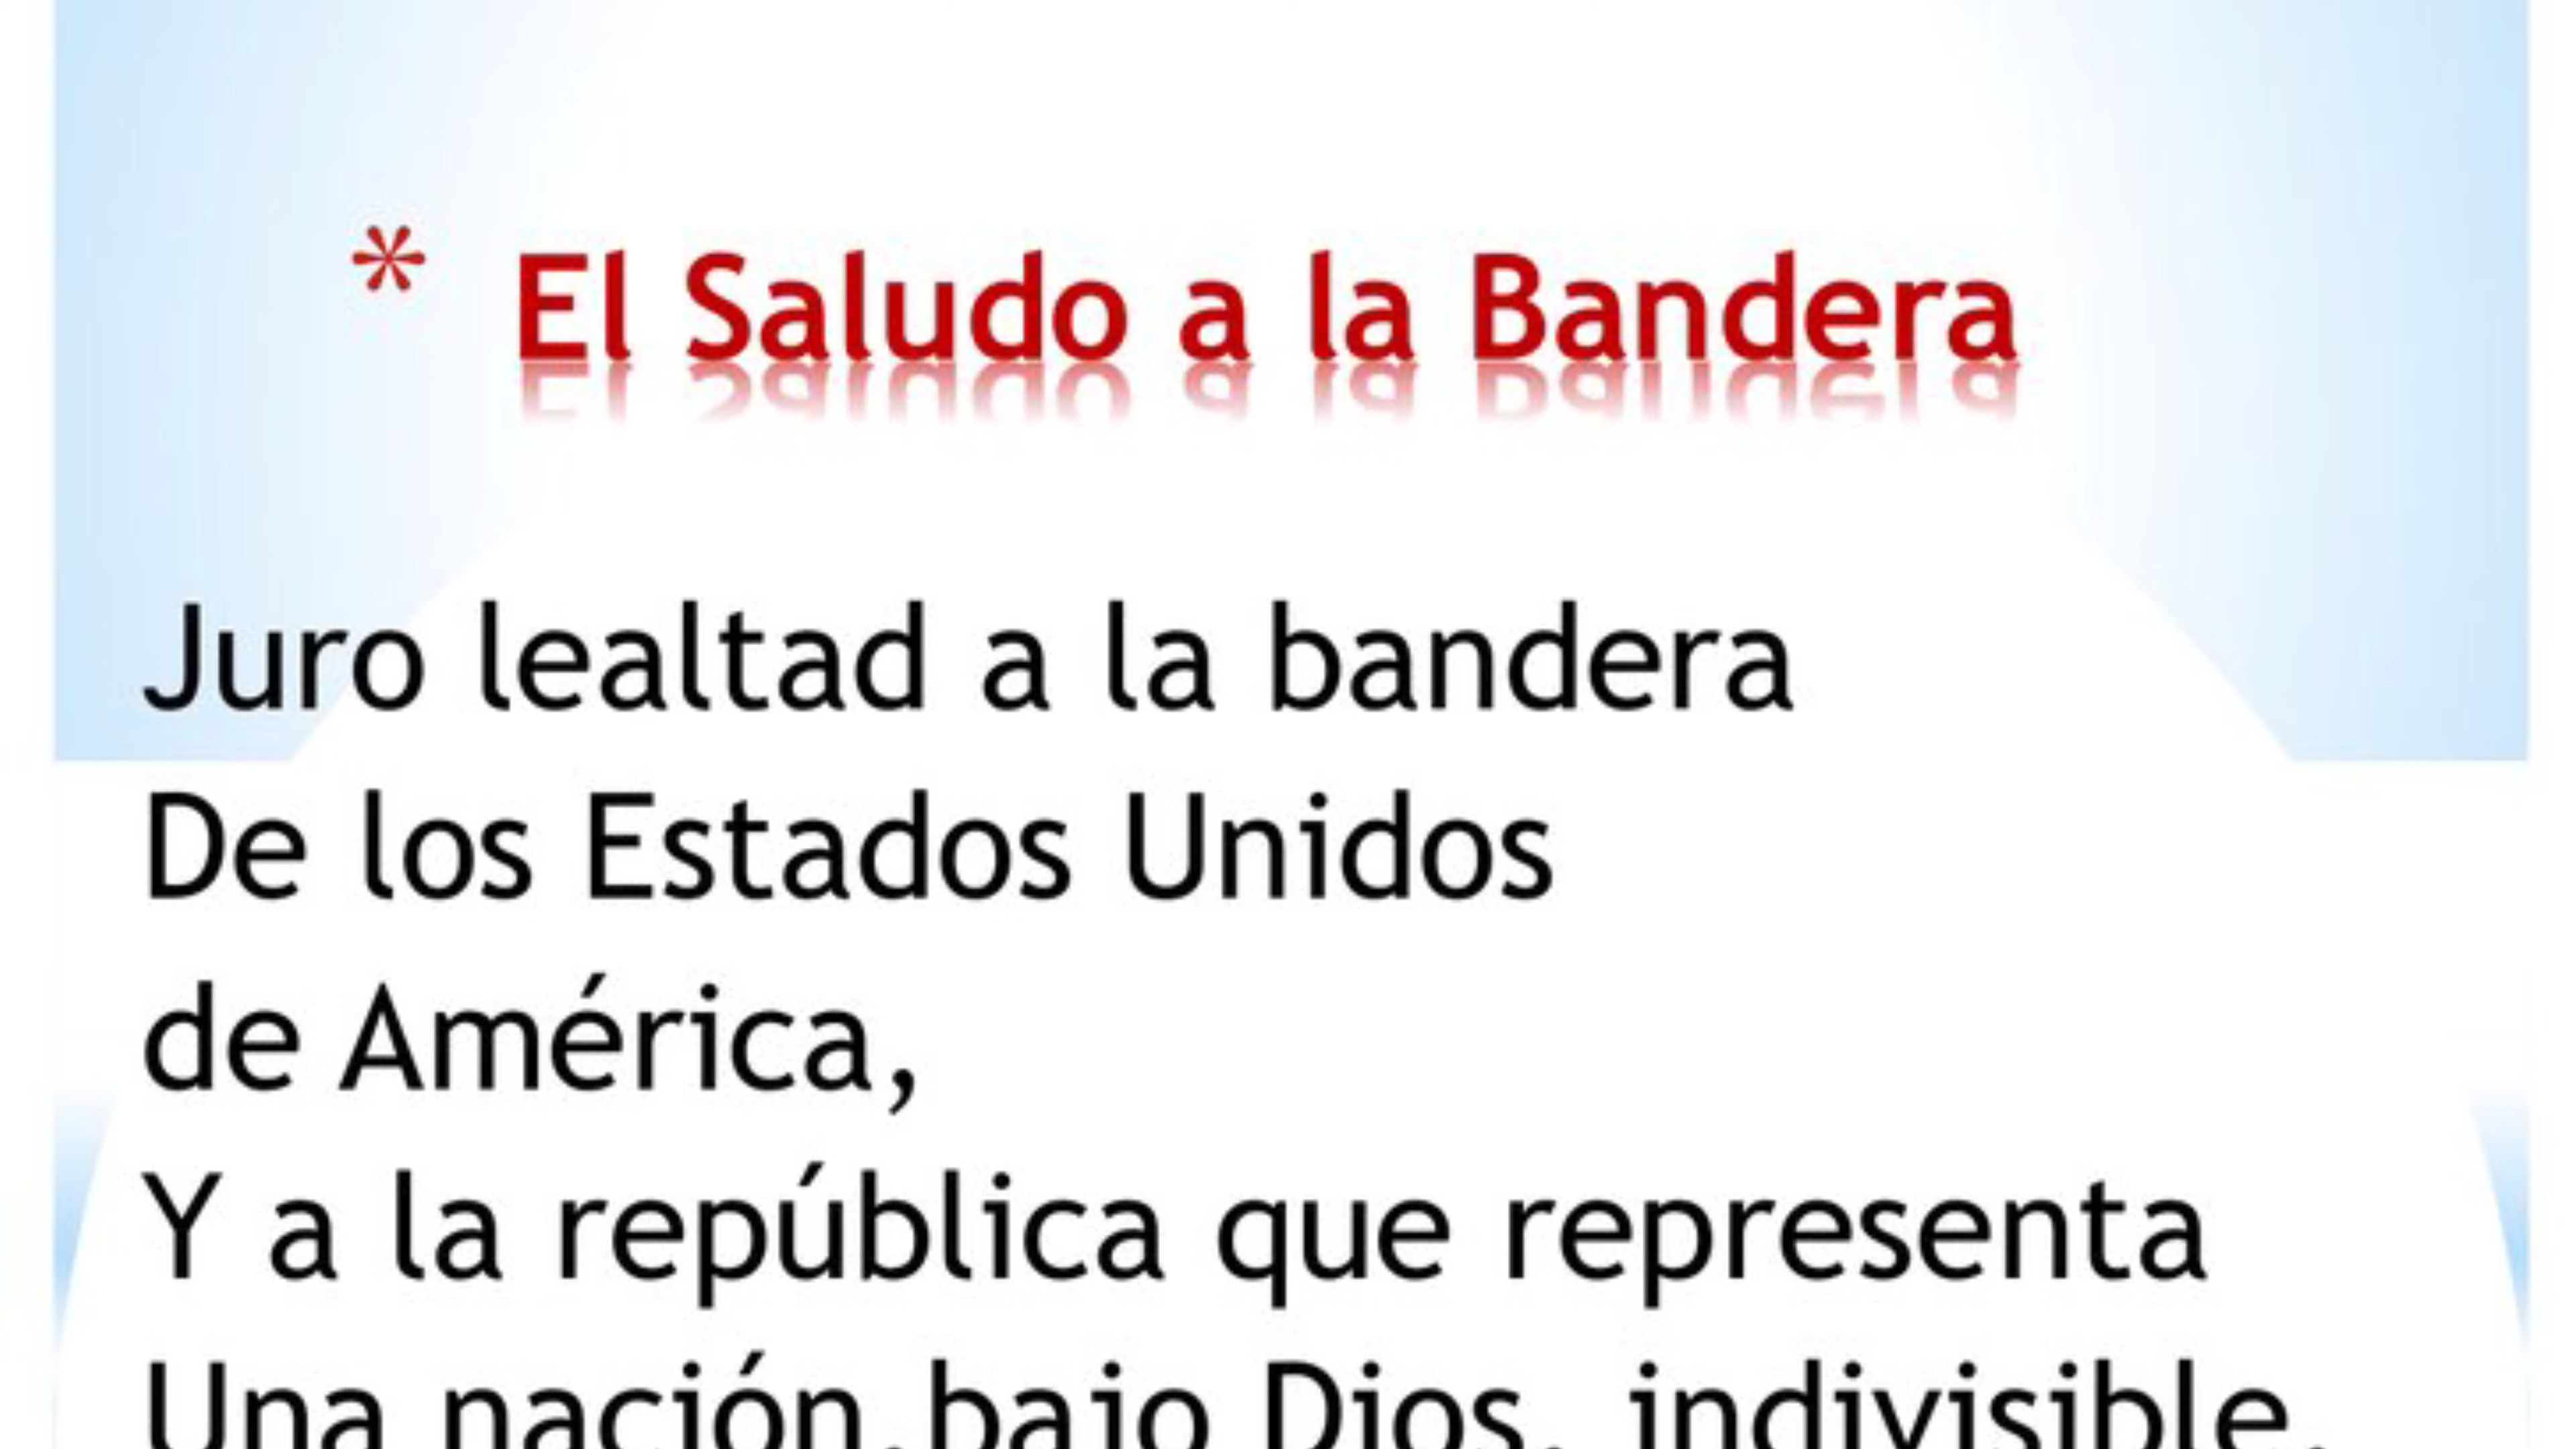 * El Saludo a la Bandera
Juro lealtad a la bandera
De los Estados Unidos
de América,
Y a la república que representa
Una nación,bajo Dios, indivisible,